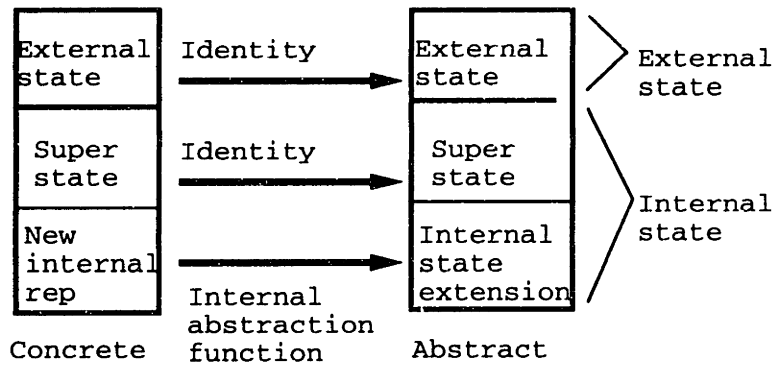 External
state
Identity
External
state
External
state
Super
state
Identity
Super
state
Internal
state
New
internal
rep
Internal
abstraction
function
Internal
state
extension
Concrete
Abstract